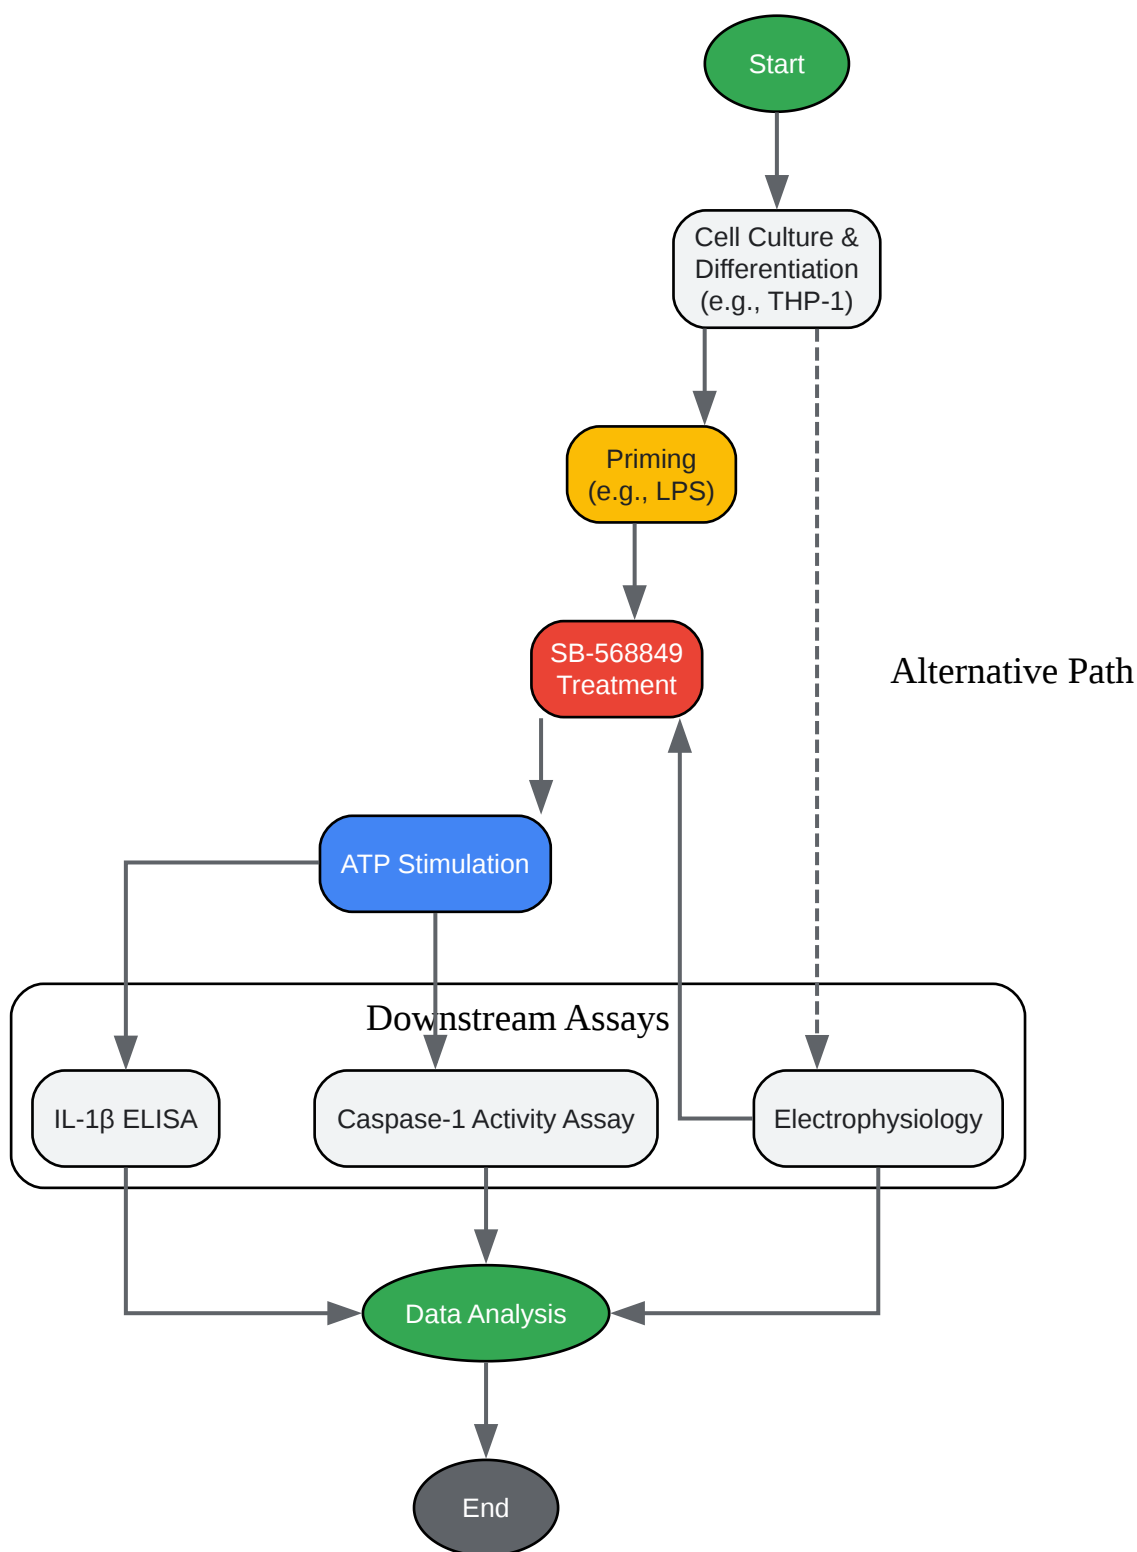 Start
Cell Culture &
Differentiation
(e.g., THP-1)
Priming
(e.g., LPS)
SB-568849
Treatment
Alternative Path
ATP Stimulation
Downstream Assays
IL-1β ELISA
Caspase-1 Activity Assay
Electrophysiology
Data Analysis
End